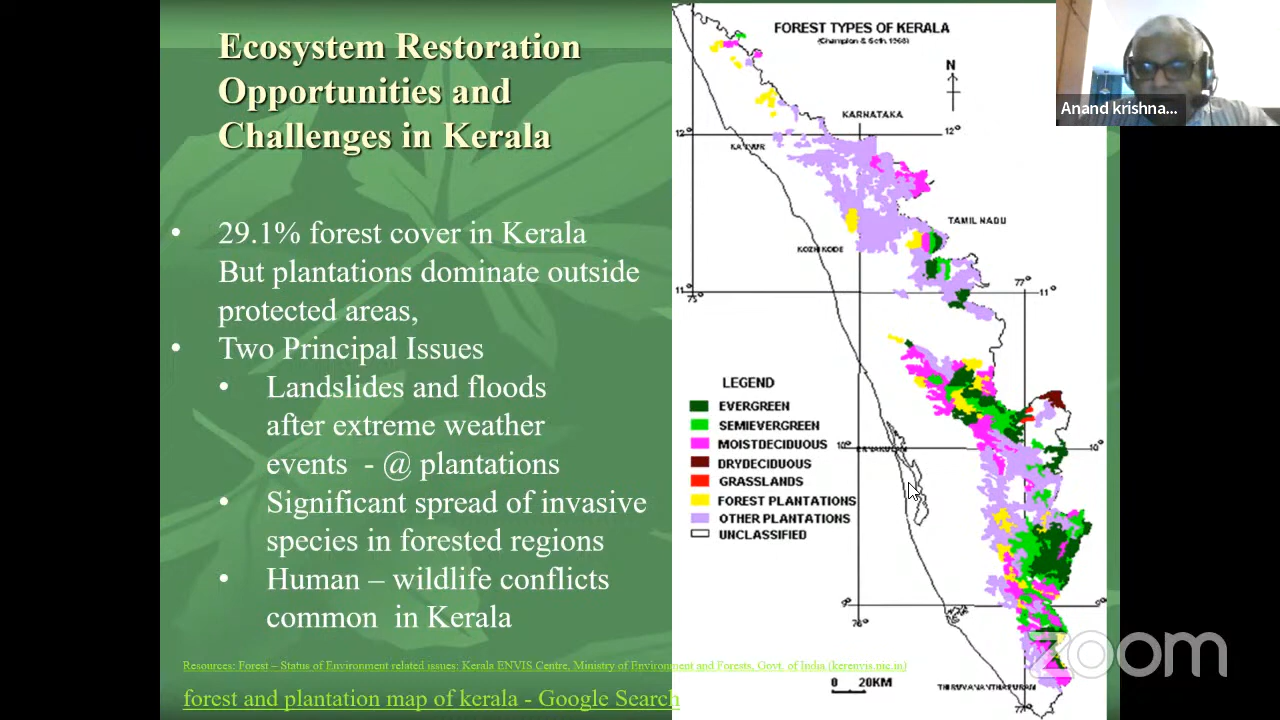 Ecosystem Restoration
Opportunities and
Challenges in Kerala
• 29.1% forest cover in Kerala
But plantations dominate outside
protected areas,
• Two Principal Issues
• Landslides and floods
after extreme weather
events - @ plantations
• Significant spread of invasive
species in forested regions
• Human – wildlife conflicts
common in Kerala
Resources: Forest – Status of Environment related issues: Kerala ENVIS Centre, Ministry of Environment and Forests, Govt. of India (kerenvis.nic.in)
forest and plantation map of kerala - Google Search
FOREST TYPES OF KERALA
(Champion & Seth 1968)
N
KARNATAKA
12° 12°
TAMIL NADU
KOZHIKODE
77°
75° 11°
LEGEND
EVERGREEN
SEMIEVERGREEN
MOISTDECIDUOUS
DRYDECIDUOUS
GRASSLANDS
FOREST PLANTATIONS
OTHER PLANTATIONS
UNCLASSIFIED
10° 10°
9° 9°
76°
0 20KM
THIRUVANANTHAPURAM
77°
Anand krishna...
zoom